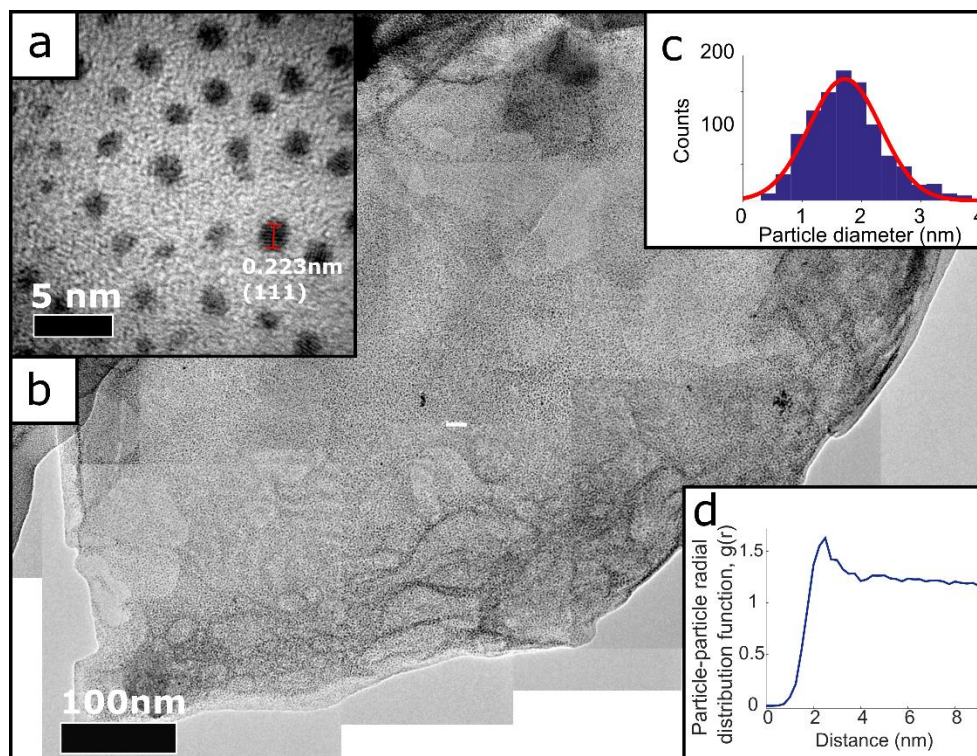 a
0.223nm
(111)
5 nm
b
100nm
c
200
100
Counts
0
1
2
3
4
Particle diameter (nm)
d
Particle-particle radial
distribution function, g(r)
1.5
1
0.5
0
0
2
4
6
8
Distance (nm)